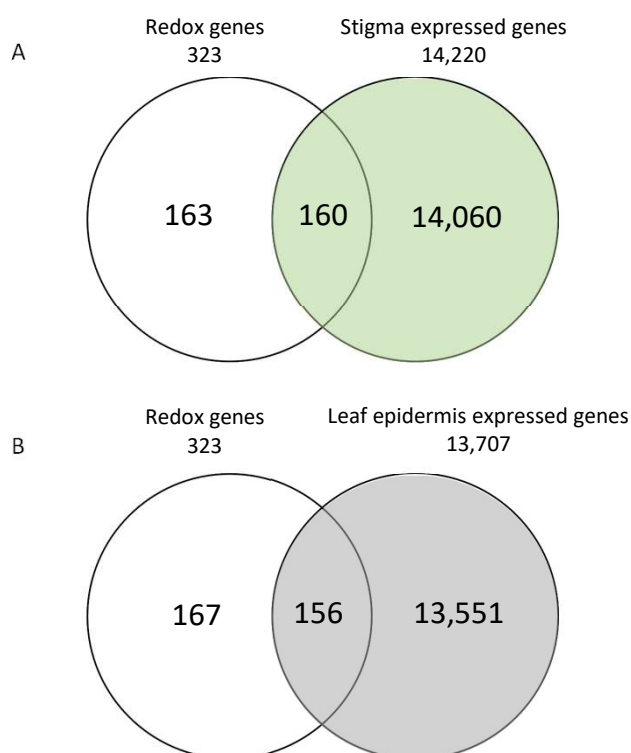 A
Redox genes
323
Stigma expressed genes
14,220
163
160
14,060
B
Redox genes
323
Leaf epidermis expressed genes
13,707
167
156
13,551